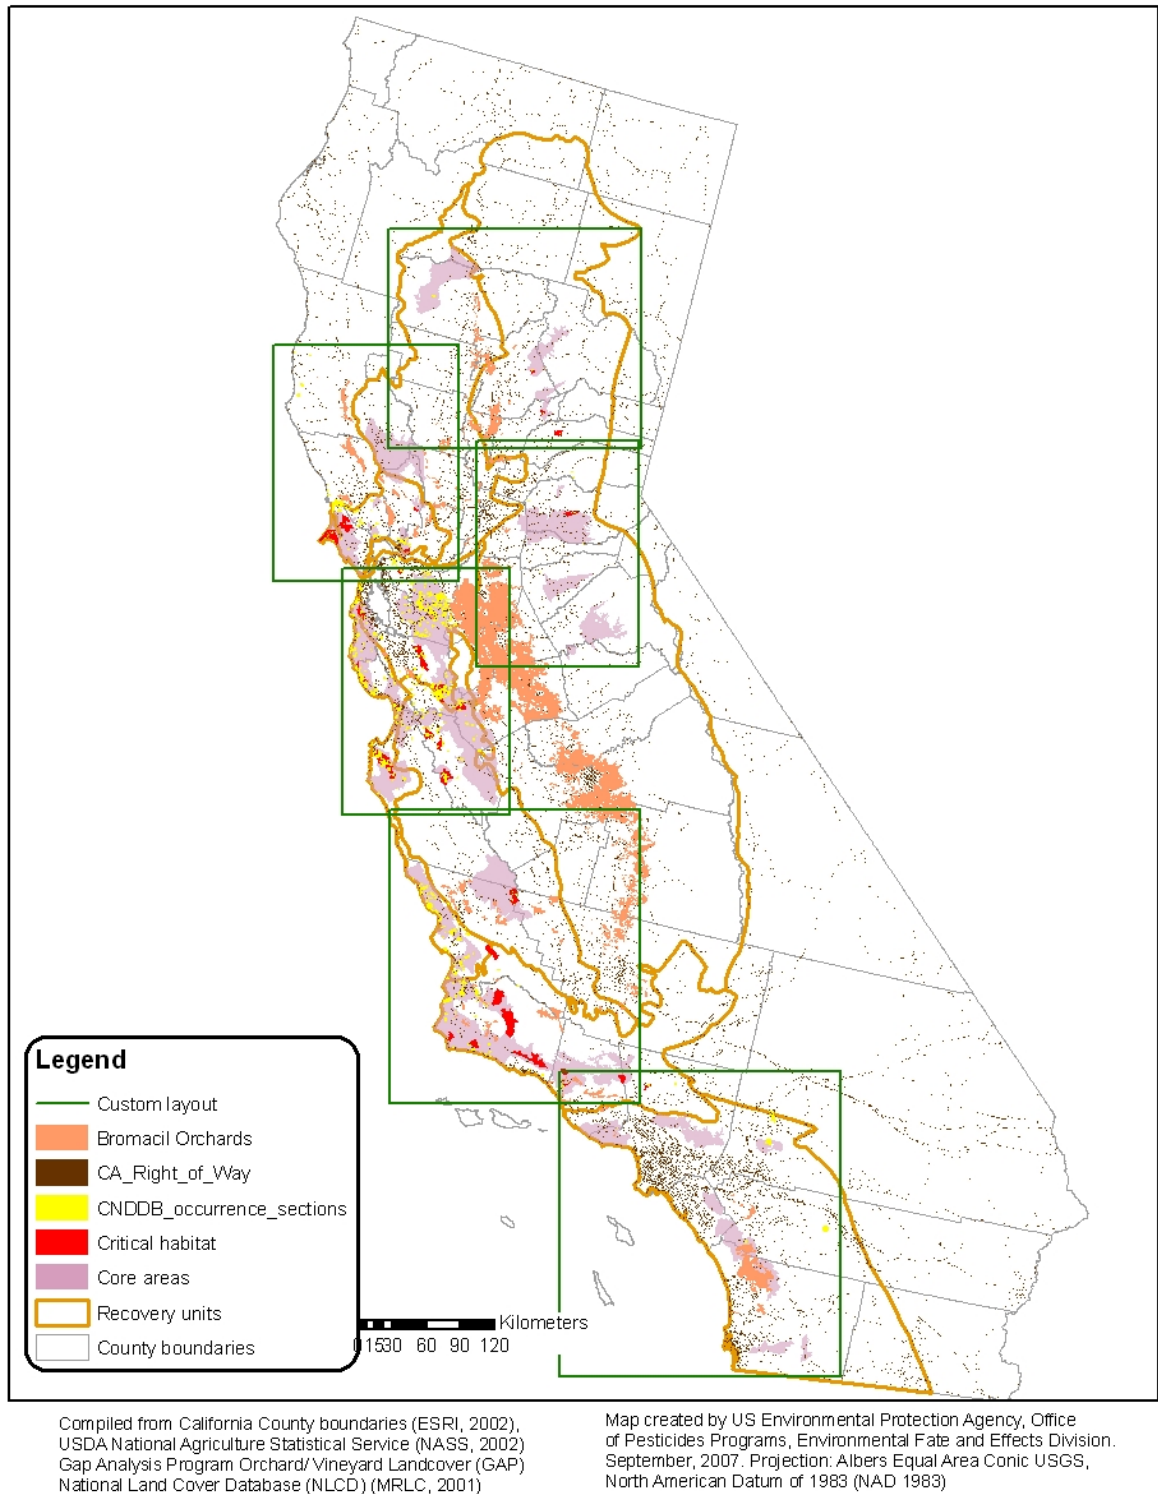 Legend
Custom layout
Bromacil Orchards
CA_Right_of_Way
CNDDB_occurrence_sections
Critical habitat
Core areas
Recovery units
County boundaries
Kilometers
0 15 30 60 90 120
Compiled from California County boundaries (ESRI, 2002),
USDA National Agriculture Statistical Service (NASS, 2002)
Gap Analysis Program Orchard/Vineyard Landcover (GAP)
National Land Cover Database (NLCD) (MRLC, 2001)
Map created by US Environmental Protection Agency, Office
of Pesticides Programs, Environmental Fate and Effects Division.
September, 2007. Projection: Albers Equal Area Conic USGS,
North American Datum of 1983 (NAD 1983)